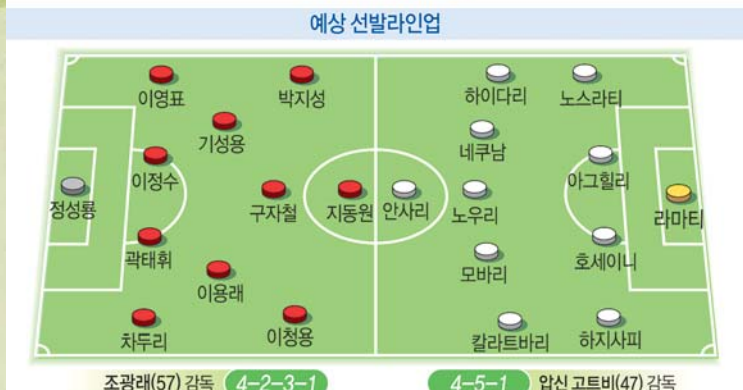 예상 선발라인업
이영표
박지성
하이다리
노스라티
기성용
네쿠남
이정수
아그힐리
정성룡
구자철
지동원
안사리
노우리
라마티
곽태휘
모바리
호세이니
이용래
차두리
이청용
칼라트바리
하지사피
조광래(57) 감독 4-2-3-1
4-5-1 압신 고트비(47) 감독